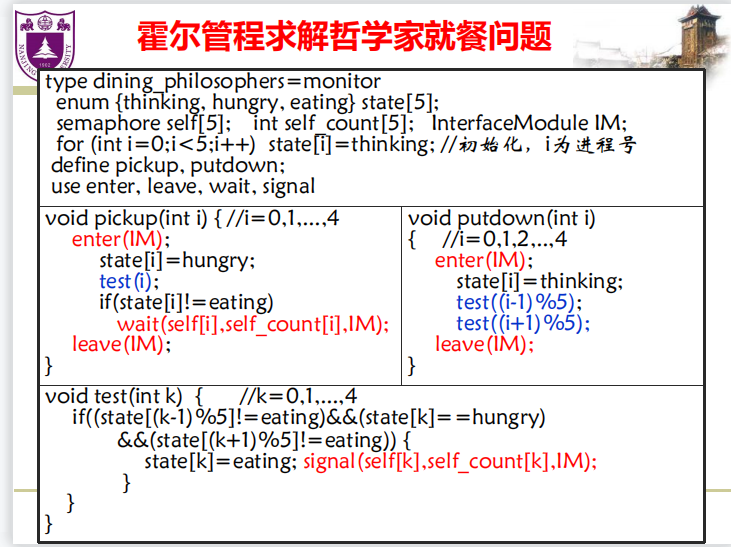 霍尔管程求解哲学家就餐问题
type dining_philosophers=monitor
enum {thinking, hungry, eating} state[5];
semaphore self[5]; int self_count[5]; InterfaceModule IM;
for (int i=0;i<5;i++) state[i]=thinking; //初始化，i为进程号
define pickup, putdown;
use enter, leave, wait, signal
void pickup(int i) { //i=0,1,...,4
enter(IM);
state[i]=hungry;
test(i);
if(state[i]!=eating)
wait(self[i],self_count[i],IM);
leave(IM);
}
void putdown(int i)
{ //i=0,1,2,..,4
enter(IM);
state[i]=thinking;
test((i-1)%5);
test((i+1)%5);
leave(IM);
}
void test(int k) { //k=0,1,...,4
if((state[(k-1)%5]!=eating)&&(state[k]==hungry)
&&(state[(k+1)%5]!=eating)) {
state[k]=eating; signal(self[k],self_count[k],IM);
}
}
}